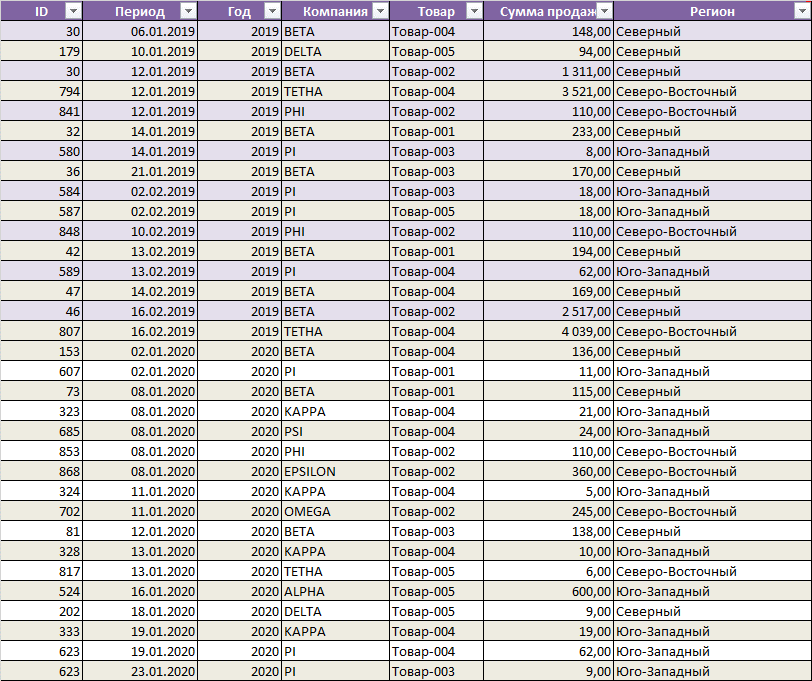 ID Период Год Компания Товар Сумма продаж Регион
30 06.01.2019 2019 BETA Товар-004 148,00 Северный
179 10.01.2019 2019 DELTA Товар-005 94,00 Северный
30 12.01.2019 2019 BETA Товар-002 1 311,00 Северный
794 12.01.2019 2019 TETHA Товар-004 3 521,00 Северо-Восточный
841 12.01.2019 2019 PHI Товар-002 110,00 Северо-Восточный
32 14.01.2019 2019 BETA Товар-001 233,00 Северный
580 14.01.2019 2019 PI Товар-003 8,00 Юго-Западный
36 21.01.2019 2019 BETA Товар-003 170,00 Северный
584 02.02.2019 2019 PI Товар-003 18,00 Юго-Западный
587 02.02.2019 2019 PI Товар-005 18,00 Юго-Западный
848 10.02.2019 2019 PHI Товар-002 110,00 Северо-Восточный
42 13.02.2019 2019 BETA Товар-001 194,00 Северный
589 13.02.2019 2019 PI Товар-004 62,00 Юго-Западный
47 14.02.2019 2019 BETA Товар-004 169,00 Северный
46 16.02.2019 2019 BETA Товар-002 2 517,00 Северный
807 16.02.2019 2019 TETHA Товар-004 4 039,00 Северо-Восточный
153 02.01.2020 2020 BETA Товар-004 136,00 Северный
607 02.01.2020 2020 PI Товар-001 11,00 Юго-Западный
73 08.01.2020 2020 BETA Товар-001 115,00 Северный
323 08.01.2020 2020 KAPPA Товар-004 21,00 Юго-Западный
685 08.01.2020 2020 PSI Товар-004 24,00 Юго-Западный
853 08.01.2020 2020 PHI Товар-002 110,00 Северо-Восточный
868 08.01.2020 2020 EPSILON Товар-002 360,00 Северо-Восточный
324 11.01.2020 2020 KAPPA Товар-004 5,00 Юго-Западный
702 11.01.2020 2020 OMEGA Товар-002 245,00 Северо-Восточный
81 12.01.2020 2020 BETA Товар-003 138,00 Северный
328 13.01.2020 2020 KAPPA Товар-004 10,00 Юго-Западный
817 13.01.2020 2020 TETHA Товар-005 6,00 Северо-Восточный
524 16.01.2020 2020 ALPHA Товар-005 600,00 Юго-Западный
202 18.01.2020 2020 DELTA Товар-005 9,00 Северный
333 19.01.2020 2020 KAPPA Товар-004 19,00 Юго-Западный
623 19.01.2020 2020 PI Товар-004 62,00 Юго-Западный
623 23.01.2020 2020 PI Товар-003 9,00 Юго-Западный